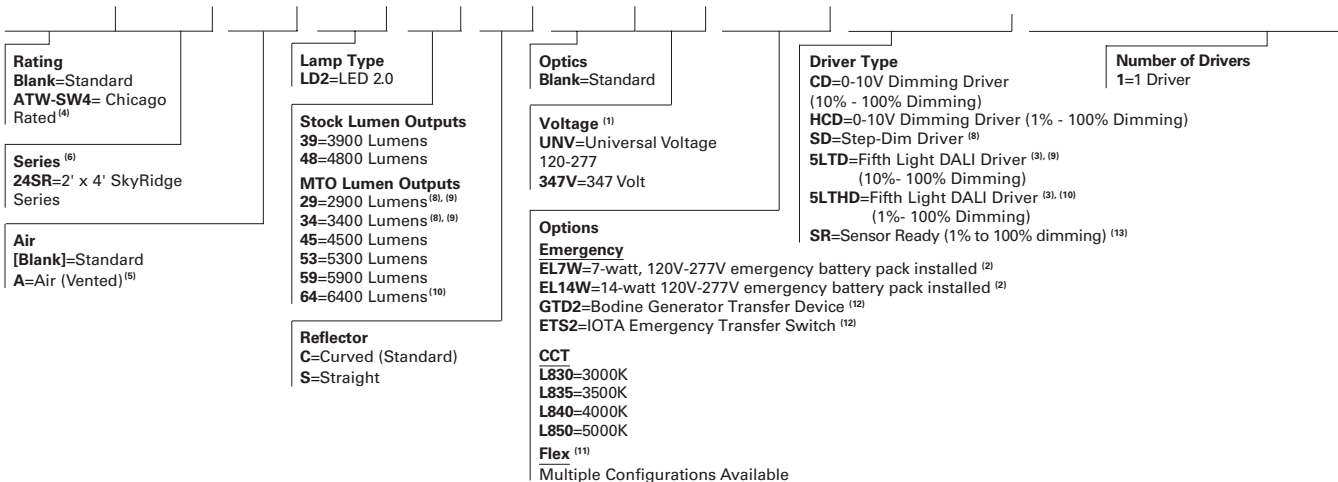 Rating
Blank=Standard
ATW-SW4= Chicago
Rated (4)
Series (6)
24SR=2' x 4' SkyRidge
Series
Air
[Blank]=Standard
A=Air (Vented) (5)
Lamp Type
LD2=LED 2.0
Stock Lumen Outputs
39=3900 Lumens
48=4800 Lumens
MTO Lumen Outputs
29=2900 Lumens (8), (9)
34=3400 Lumens (8), (9)
45=4500 Lumens
53=5300 Lumens
59=5900 Lumens
64=6400 Lumens (10)
Reflector
C=Curved (Standard)
S=Straight
Optics
Blank=Standard
Voltage (1)
UNV=Universal Voltage
120-277
347V=347 Volt
Options
Emergency
EL7W=7-watt, 120V-277V emergency battery pack installed (2)
EL14W=14-watt 120V-277V emergency battery pack installed (2)
GTD2=Bodine Generator Transfer Device (12)
ETS2=IOTA Emergency Transfer Switch (12)
CCT
L830=3000K
L835=3500K
L840=4000K
L850=5000K
Flex (11)
Multiple Configurations Available
Driver Type
CD=0-10V Dimming Driver
(10% - 100% Dimming)
HCD=0-10V Dimming Driver (1% - 100% Dimming)
SD=Step-Dim Driver (8)
5LTD=Fifth Light DALI Driver (3), (9)
(10%- 100% Dimming)
5LTHD=Fifth Light DALI Driver (3), (10)
(1%- 100% Dimming)
SR=Sensor Ready (1% to 100% dimming) (13)
Number of Drivers
1=1 Driver